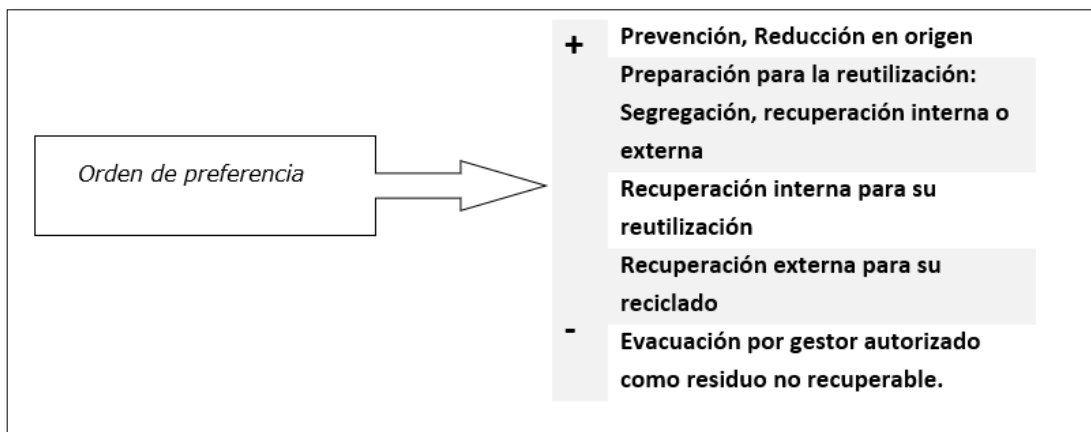 Orden de preferencia
+
Prevención, Reducción en origen
Preparación para la reutilización:
Segregación, recuperación interna o
externa
Recuperación interna para su
reutilización
Recuperación externa para su
reciclado
-
Evacuación por gestor autorizado
como residuo no recuperable.